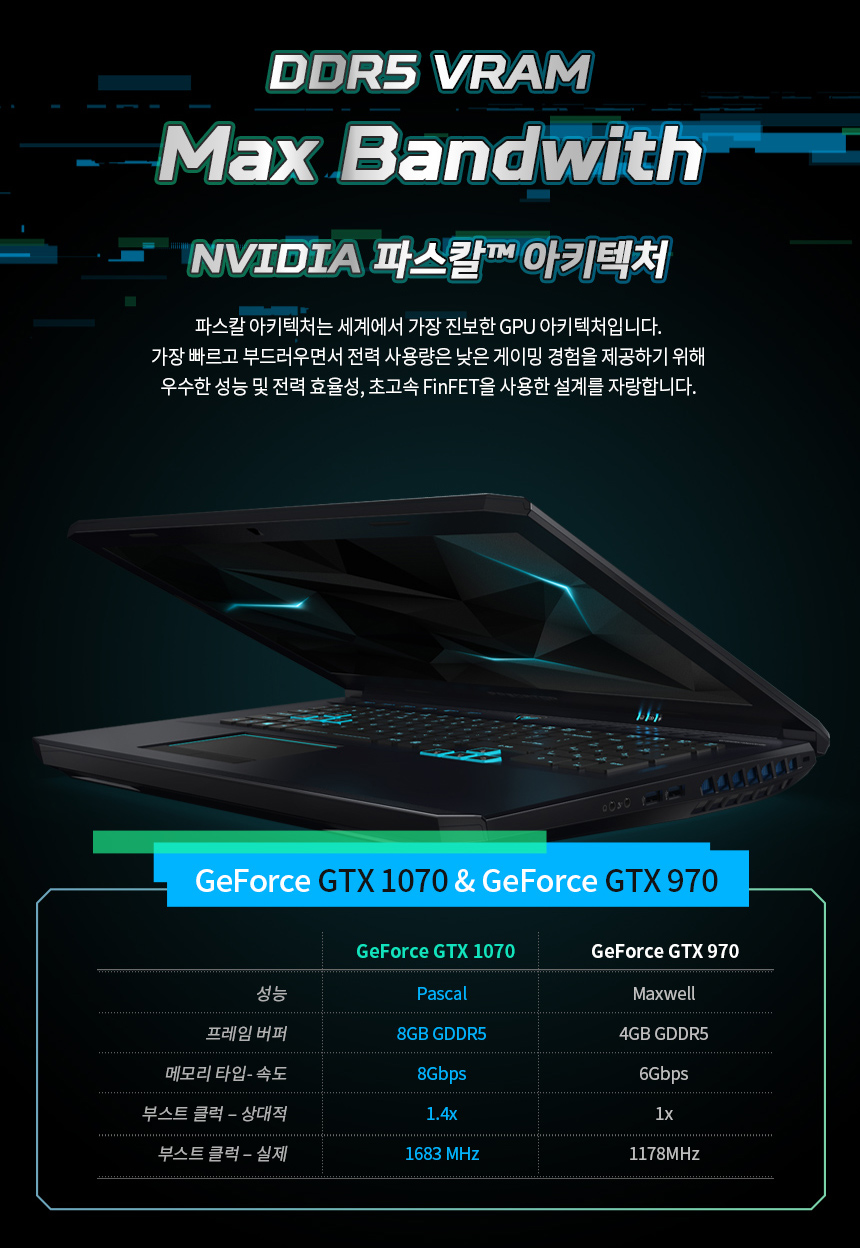 DDR5 VRAM
Max Bandwith
NVIDIA 파스칼™ 아키텍처
파스칼 아키텍처는 세계에서 가장 진보한 GPU 아키텍처입니다.
가장 빠르고 부드러우면서 전력 사용량은 낮은 게이밍 경험을 제공하기 위해
우수한 성능 및 전력 효율성, 초고속 FinFET을 사용한 설계를 자랑합니다.
GeForce GTX 1070 & GeForce GTX 970
GeForce GTX 1070 GeForce GTX 970
성능 Pascal Maxwell
프레임 버퍼 8GB GDDR5 4GB GDDR5
메모리 타입- 속도 8Gbps 6Gbps
부스트 클럭 – 상대적 1.4x 1x
부스트 클럭 – 실제 1683 MHz 1178MHz